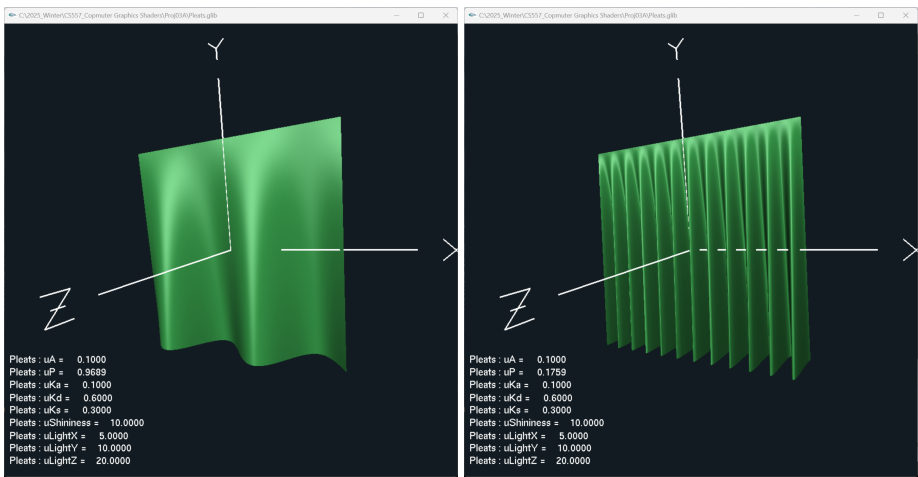 C:\2025_Winter\CS557_Copmuter Graphics Shaders\Proj03A\Pleats.glib
Y
X
Z
Pleats : uA = 0.1000
Pleats : uP = 0.9689
Pleats : uKa = 0.1000
Pleats : uKd = 0.6000
Pleats : uKs = 0.3000
Pleats : uShininess = 10.0000
Pleats : uLightX = 5.0000
Pleats : uLightY = 10.0000
Pleats : uLightZ = 20.0000
C:\2025_Winter\CS557_Copmuter Graphics Shaders\Proj03A\Pleats.glib
Y
X
Z
Pleats : uA = 0.1000
Pleats : uP = 0.1759
Pleats : uKa = 0.1000
Pleats : uKd = 0.6000
Pleats : uKs = 0.3000
Pleats : uShininess = 10.0000
Pleats : uLightX = 5.0000
Pleats : uLightY = 10.0000
Pleats : uLightZ = 20.0000